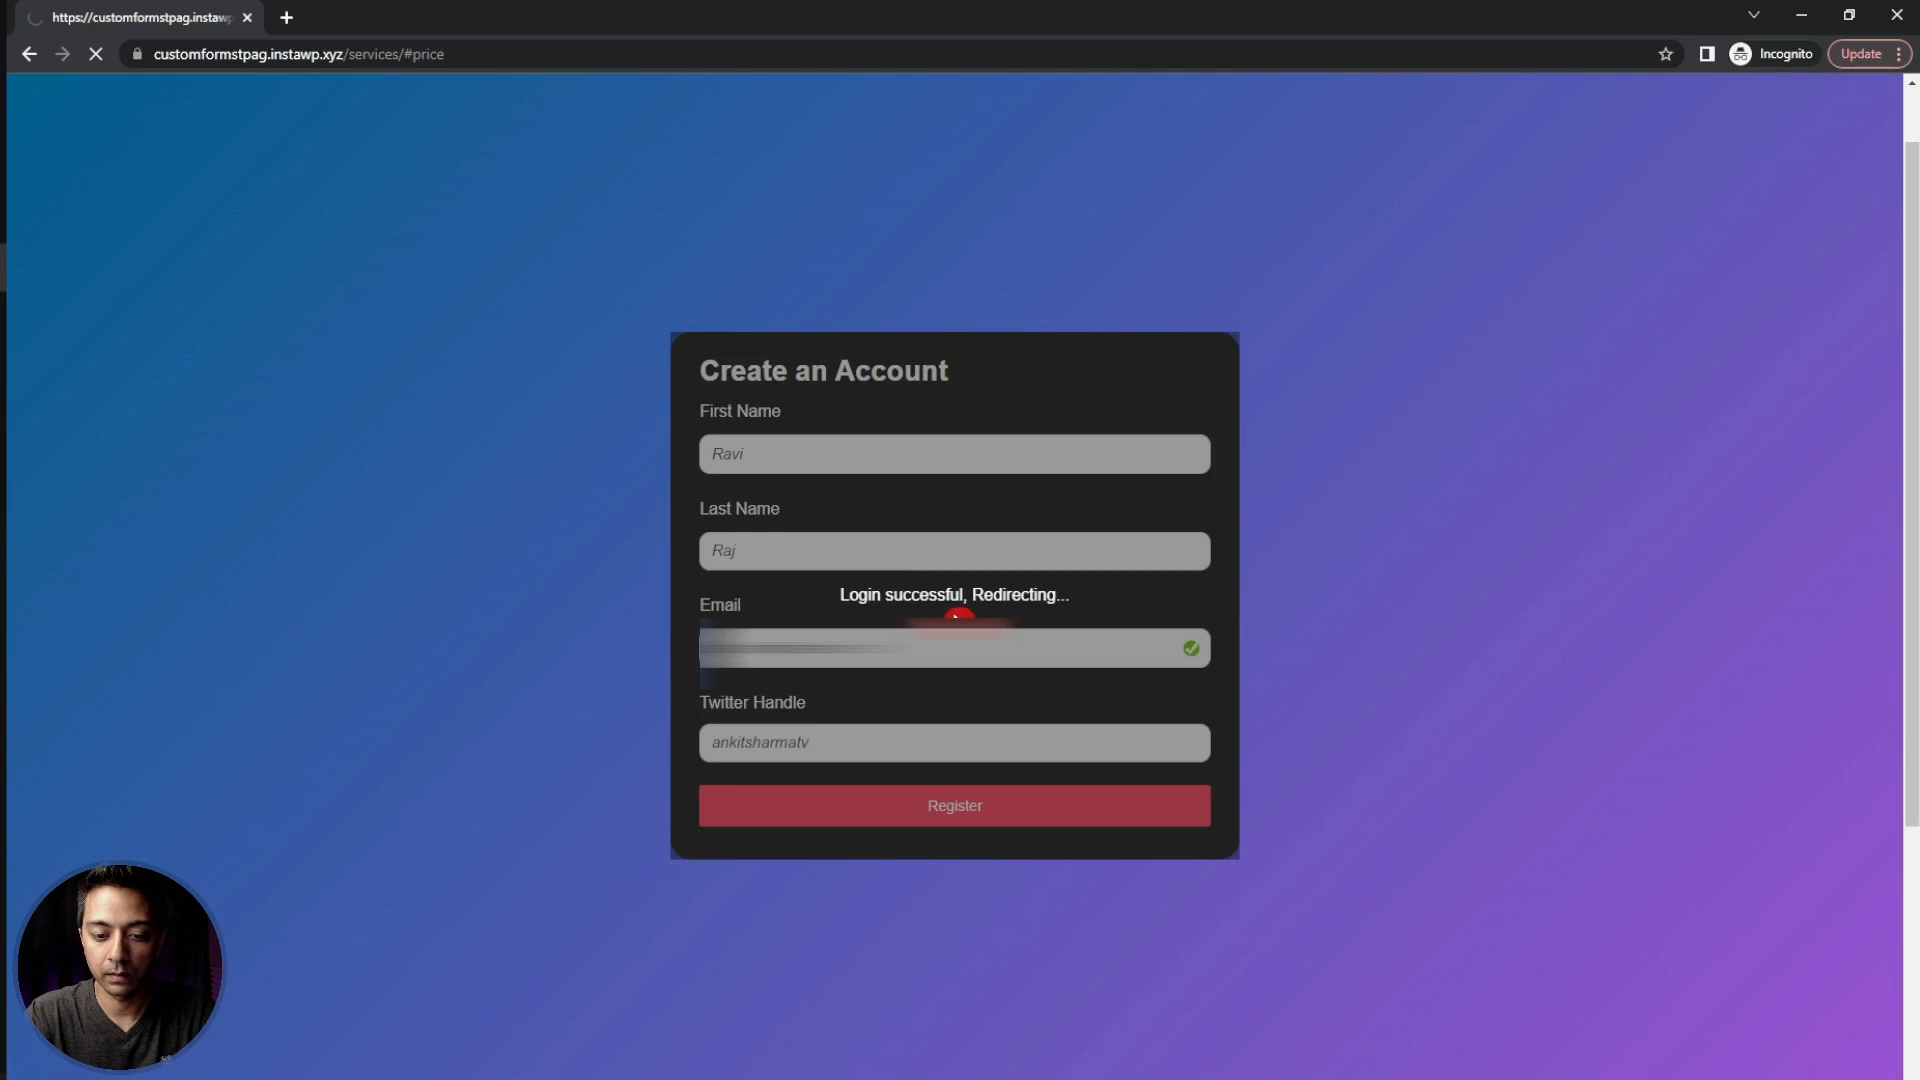 https://customformstpag.instaw
customformstpag.instawp.xyz/services/#price
Incognito
Update
Create an Account
First Name
Ravi
Last Name
Raj
Login successful, Redirecting...
Email
Twitter Handle
ankitsharmatv
Register